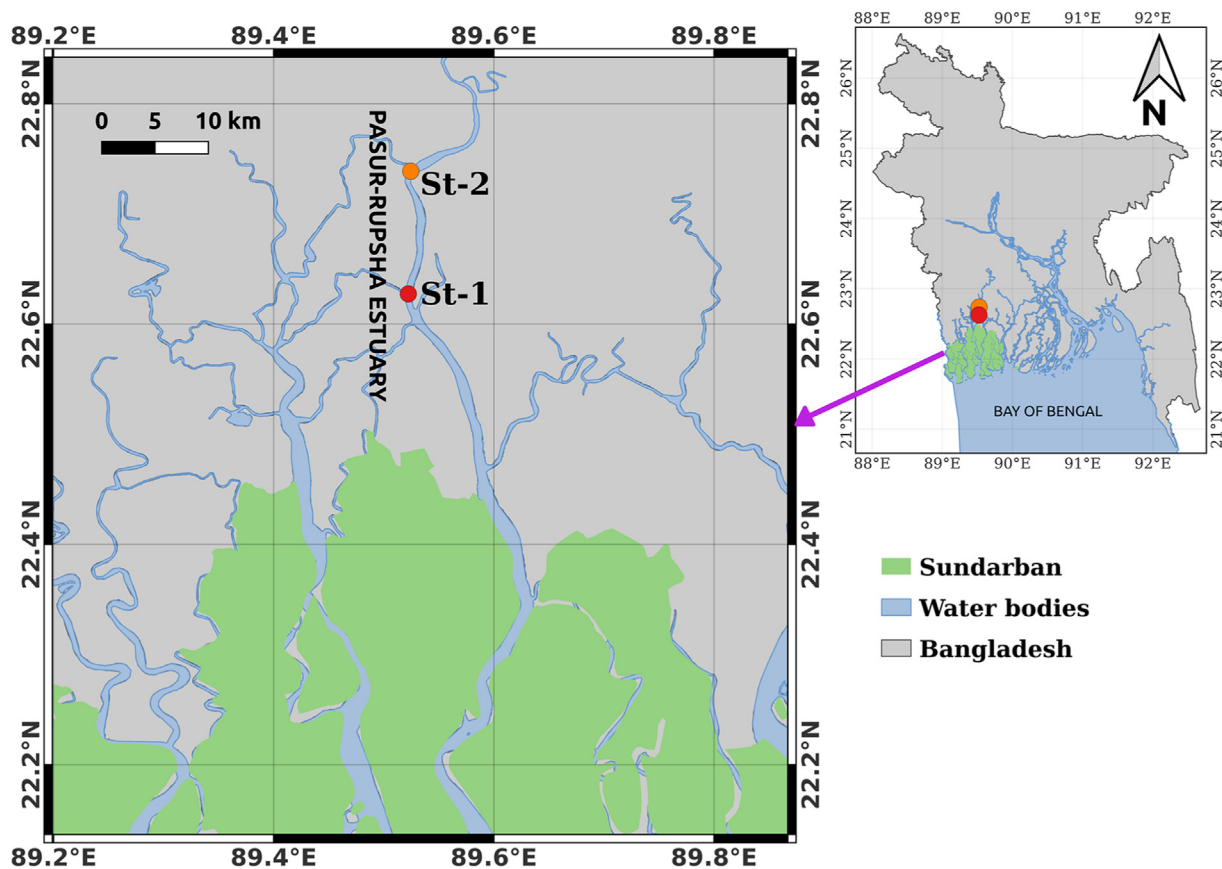 89.2°E 89.4°E 89.6°E 89.8°E
22.8°N 22.6°N 22.4°N 22.2°N
0 5 10 km
PASUR-RUPSHA ESTUARY
St-2
St-1
22.8°N 22.6°N 22.4°N 22.2°N
89.2°E 89.4°E 89.6°E 89.8°E
88°E 89°E 90°E 91°E 92°E
26°N 25°N 24°N 23°N 22°N 21°N
N
BAY OF BENGAL
26°N 25°N 24°N 23°N 22°N 21°N
88°E 89°E 90°E 91°E 92°E
Sundarban
Water bodies
Bangladesh